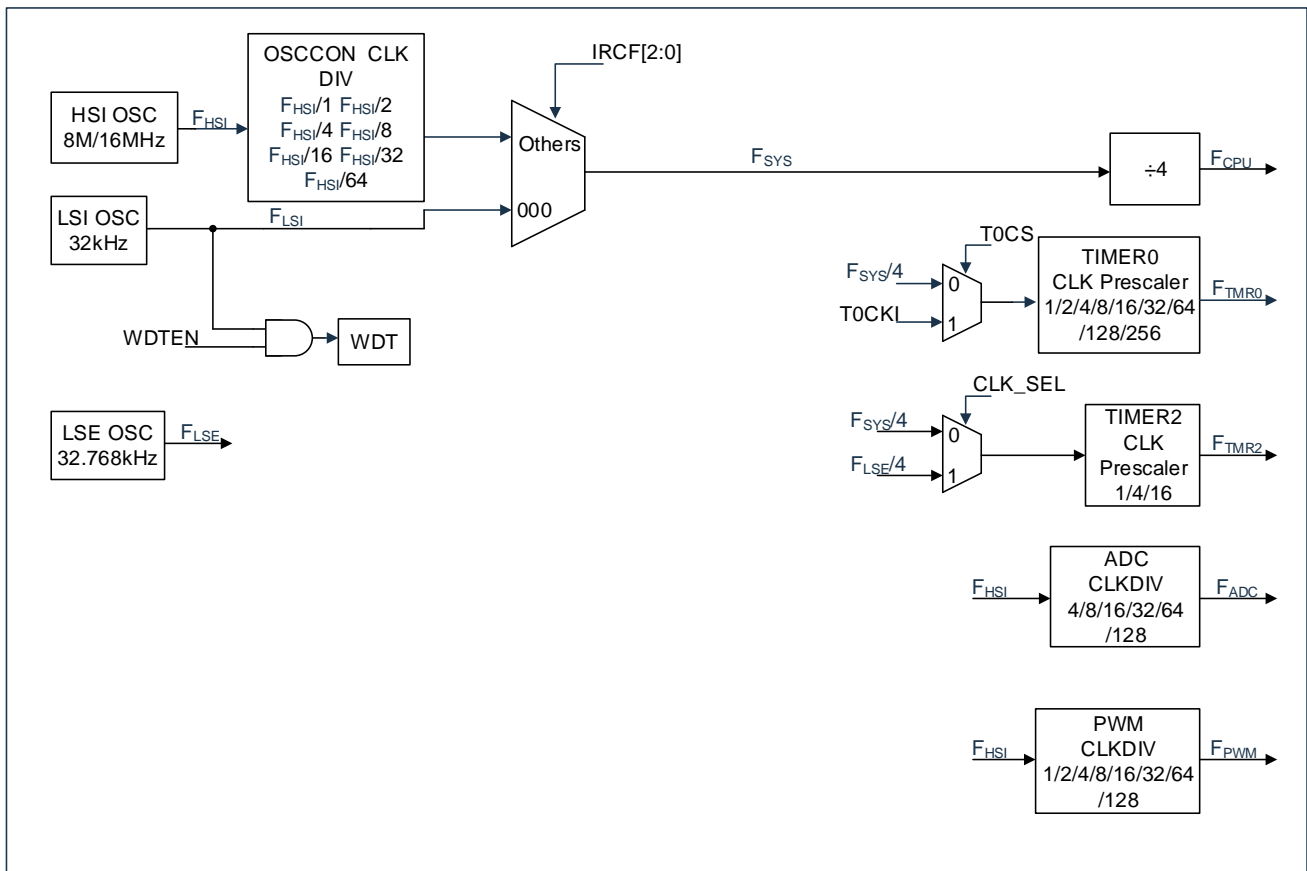 IRCF[2:0]
OSCCON CLK
DIV
FHSI/1 FHSI/2
FHSI/4 FHSI/8
FHSI/16 FHSI/32
FHSI/64
HSI OSC
8M/16MHz
FHSI
Others
000
FSYS
÷4
FCPU
LSI OSC
32kHz
FLSI
WDTEN
WDT
T0CS
FSYS/4
T0CKI
0
1
TIMER0
CLK Prescaler
1/2/4/8/16/32/64
/128/256
FTMR0
LSE OSC
32.768kHz
FLSE
CLK_SEL
FSYS/4
FLSE/4
0
1
TIMER2
CLK
Prescaler
1/4/16
FTMR2
FHSI
ADC
CLKDIV
4/8/16/32/64
/128
FADC
FHSI
PWM
CLKDIV
1/2/4/8/16/32/64
/128
FPWM